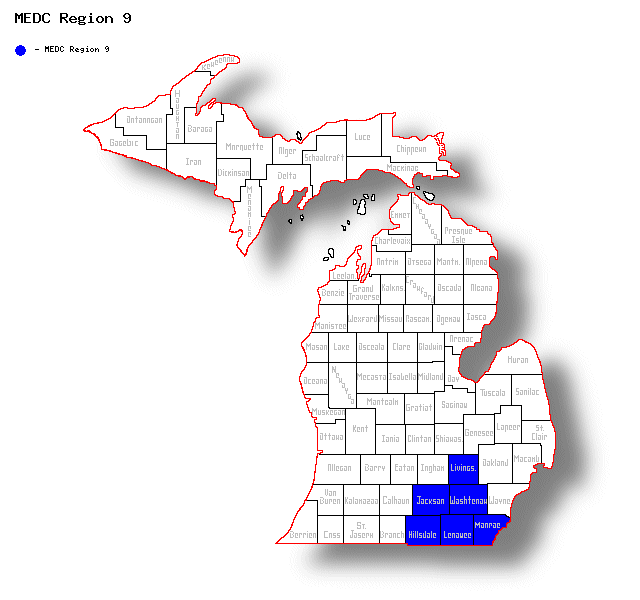 MEDC Region 9
- MEDC Region 9
Keweenaw
Houghton
Ontonagon
Baraga
Gogebic
Iron
Marquette
Dickinson
Menominee
Alger
Delta
Schoolcraft
Luce
Chippewa
Mackinac
Emmet
Cheboygan
Presque
Isle
Charlevoix
Antrim
Otsego
Montm.
Alpena
Leelan.
Benzie
Grand
Traverse
Kalkas.
Crawford
Oscoda
Alcona
Manistee
Wexford
Missau
Roscom.
Ogemaw
Iosco
Arenac
Mason
Lake
Osceola
Clare
Gladwin
Huron
Oceana
Newaygo
Mecosta
Isabella
Midland
Bay
Tuscola
Sanilac
Muskegon
Montcalm
Gratiot
Saginaw
Ottawa
Kent
Ionia
Clinton
Shiawas.
Genesee
Lapeer
St.
Clair
Allegan
Barry
Eaton
Ingham
Livings.
Oakland
Macomb
Van
Buren
Kalamazoo
Calhoun
Jackson
Washtenaw
Wayne
Berrien
Cass
St.
Joseph
Branch
Hillsdale
Lenawee
Monroe